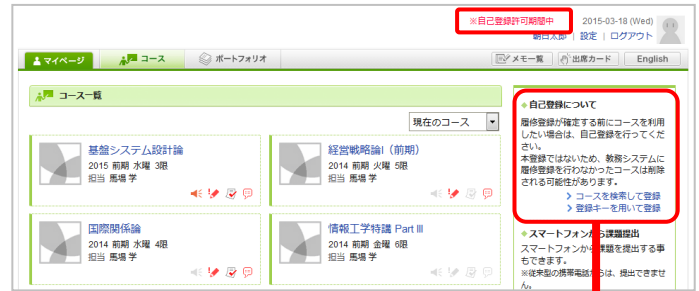 ※自己登録許可期間中 2015-03-18 (Wed)
朝日太郎 | 設定 | ログアウト
マイページ コース ポートフォリオ メモ一覧 出席カード English
コース一覧
現在のコース
基盤システム設計論
2015 前期 水曜 3限
担当 馬場 学
経営戦略論I（前期）
2014 前期 火曜 5限
担当 馬場 学
国際関係論
2014 前期 水曜 4限
担当 馬場 学
情報工学特講 Part III
2014 前期 金曜 6限
担当 馬場 学
自己登録について
履修登録が確定する前にコースを利用
したい場合は、自己登録を行ってくだ
さい。
本登録ではないため、教務システムに
履修登録を行わなかったコースは削除
される可能性があります。
> コースを検索して登録
> 登録キーを用いて登録
スマートフォンから課題提出
スマートフォンから課題を提出する事
もできます。
※従来型の携帯電話からは、提出できませ
ん。